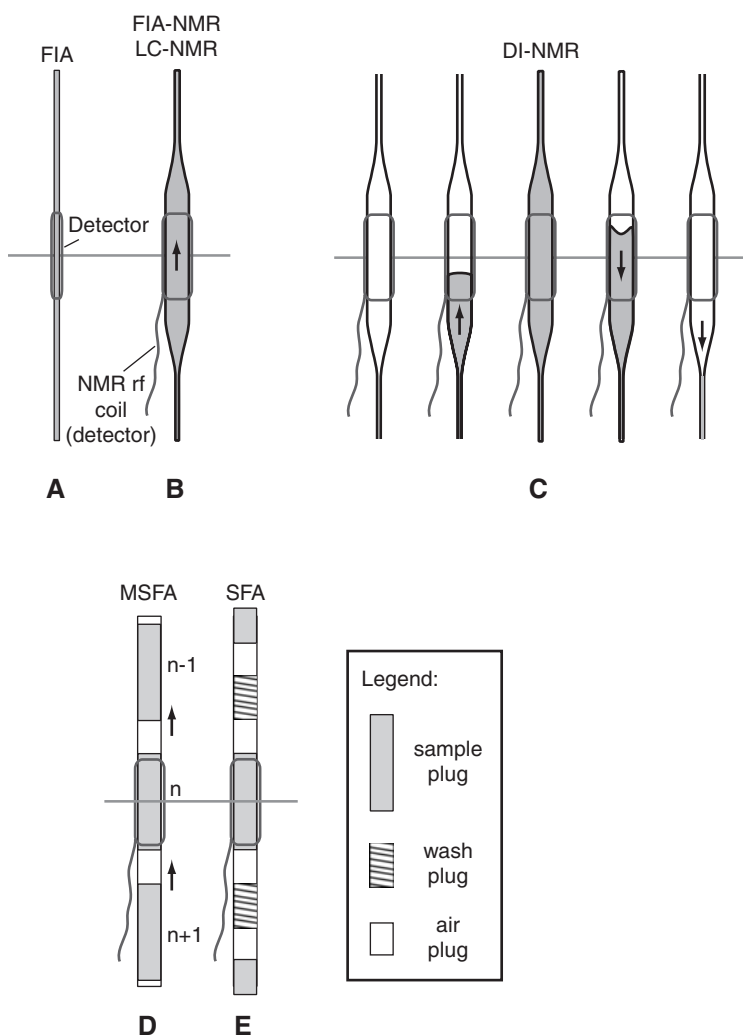 FIA
FIA-NMR
LC-NMR
DI-NMR
Detector
NMR rf
coil
(detector)
A
B
C
MSFA
SFA
n-1
n
n+1
D
E
Legend:
sample
plug
wash
plug
air
plug